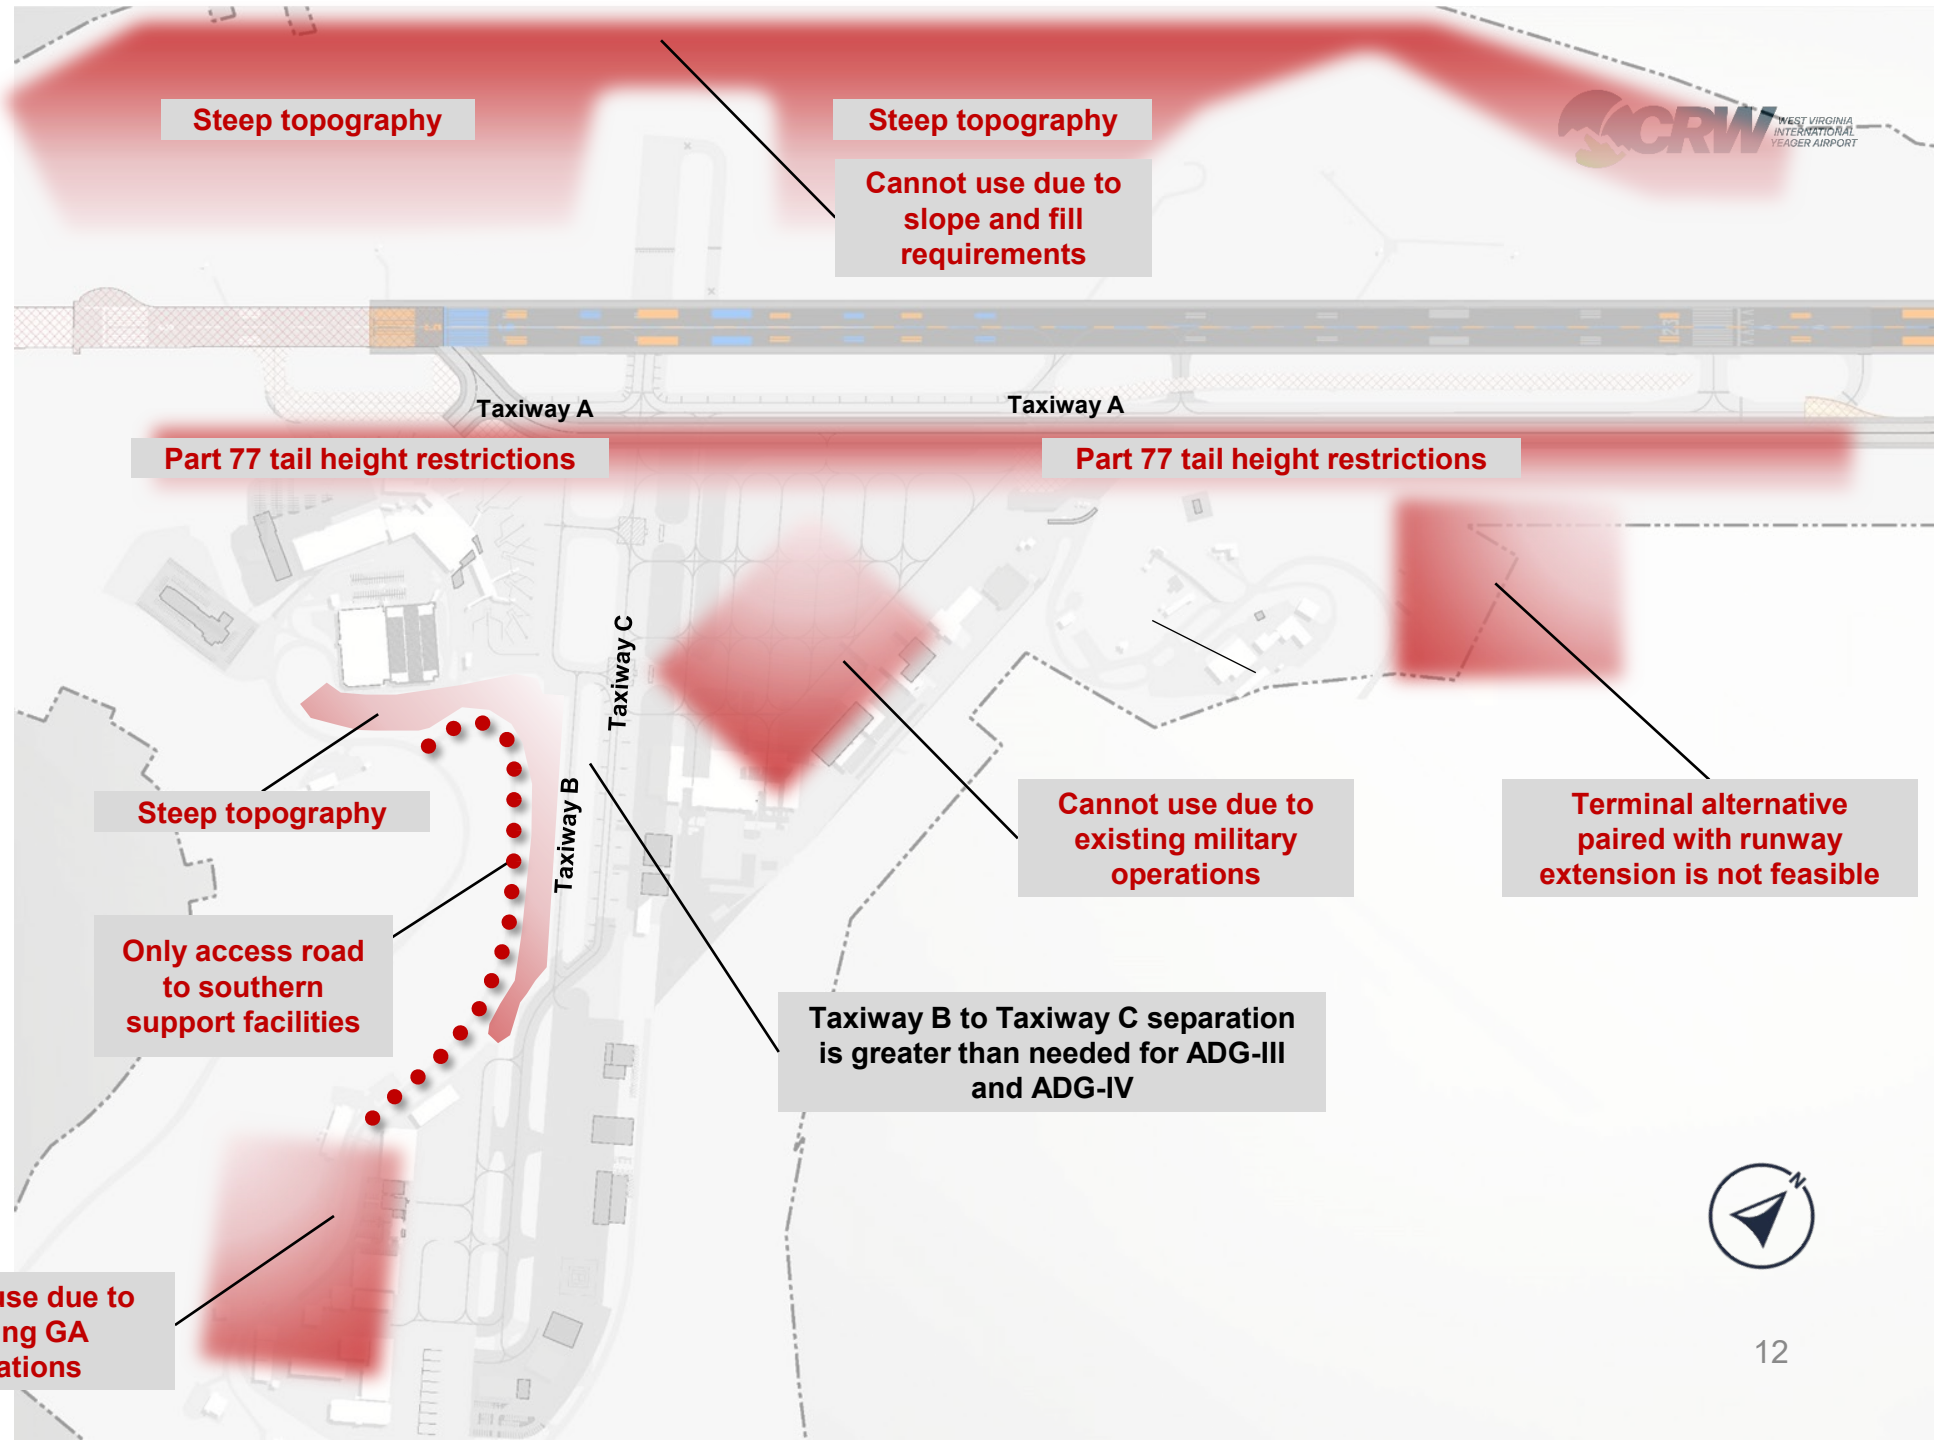 Steep topography
Steep topography
CRW
WEST VIRGINIA
INTERNATIONAL
YEAGER AIRPORT
Cannot use due to
slope and fill
requirements
23
Taxiway A
Taxiway A
Part 77 tail height restrictions
Part 77 tail height restrictions
Taxiway C
Taxiway B
Steep topography
Cannot use due to
existing military
operations
Terminal alternative
paired with runway
extension is not feasible
Only access road
to southern
support facilities
Taxiway B to Taxiway C separation
is greater than needed for ADG-III
and ADG-IV
N
use due to
ng GA
ations
12